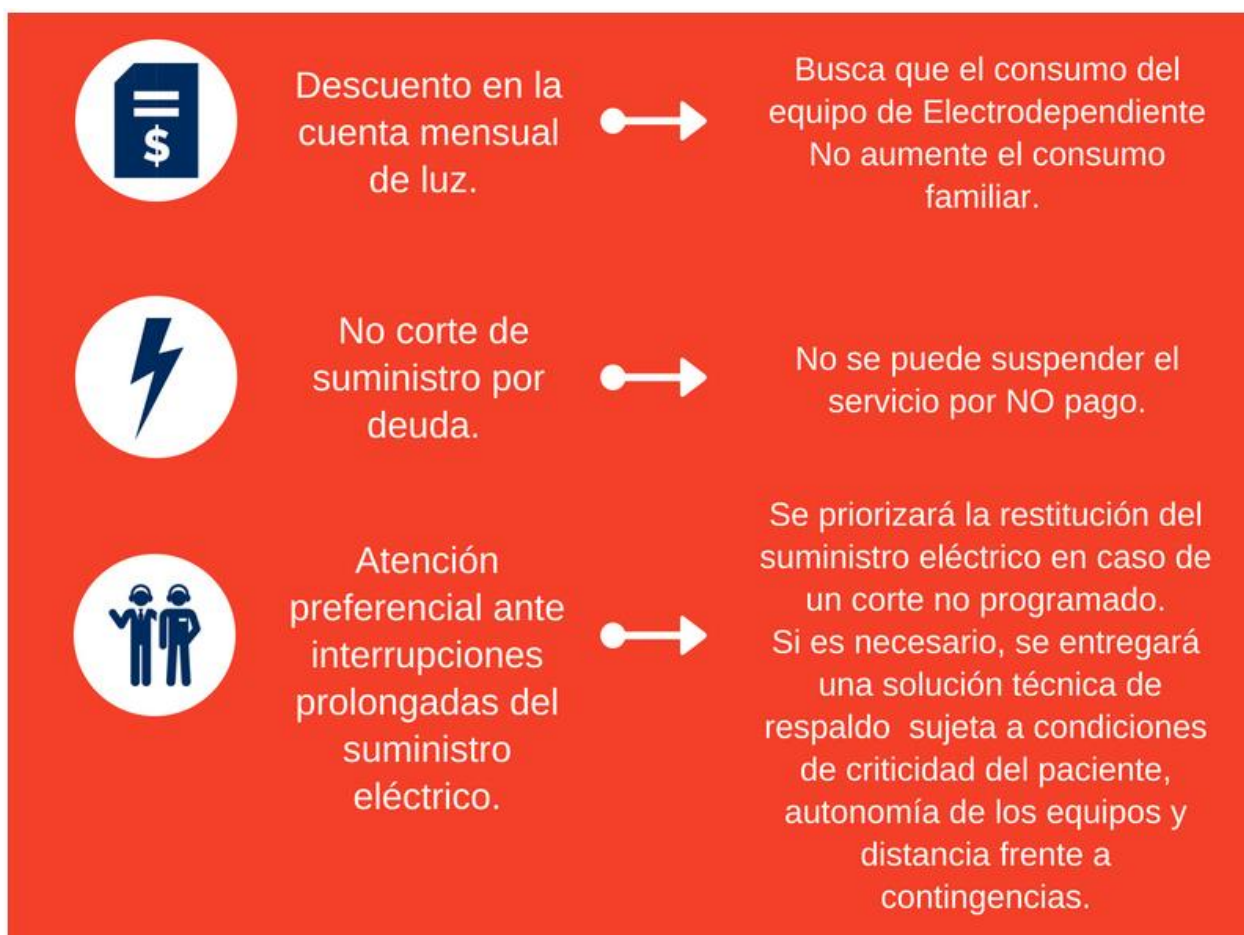 $
Descuento en la
cuenta mensual
de luz.
Busca que el consumo del
equipo de Electrodependiente
No aumente el consumo
familiar.
No corte de
suministro por
deuda.
No se puede suspender el
servicio por NO pago.
Atención
preferencial ante
interrupciones
prolongadas del
suministro
eléctrico.
Se priorizará la restitución del
suministro eléctrico en caso de
un corte no programado.
Si es necesario, se entregará
una solución técnica de
respaldo  sujeta a condiciones
de criticidad del paciente,
autonomía de los equipos y
distancia frente a
contingencias.